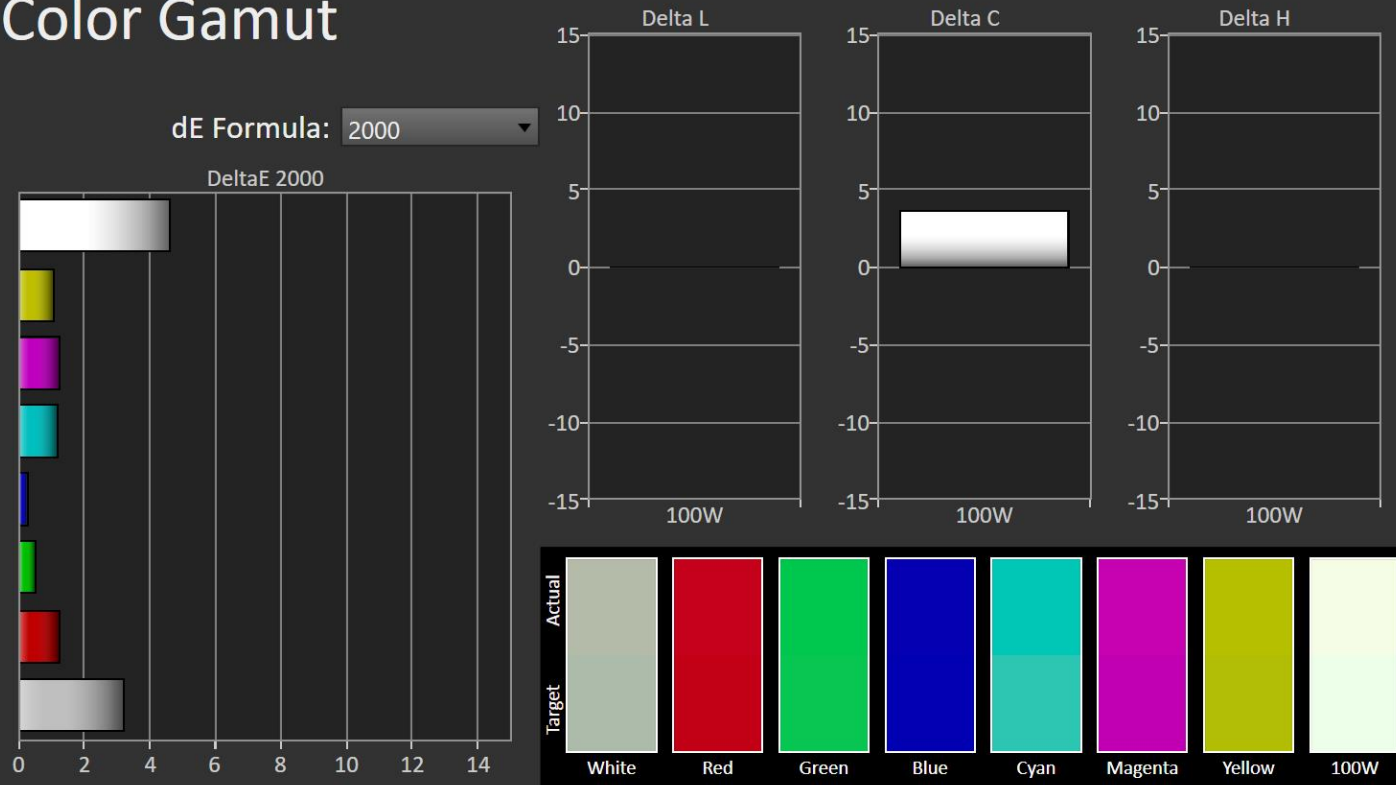 Color Gamut
dE Formula: 2000
DeltaE 2000
0 2 4 6 8 10 12 14
Delta L
15
10
5
0
-5
-10
-15
100W
Delta C
15
10
5
0
-5
-10
-15
100W
Delta H
15
10
5
0
-5
-10
-15
100W
Actual
Target
White Red Green Blue Cyan Magenta Yellow 100W